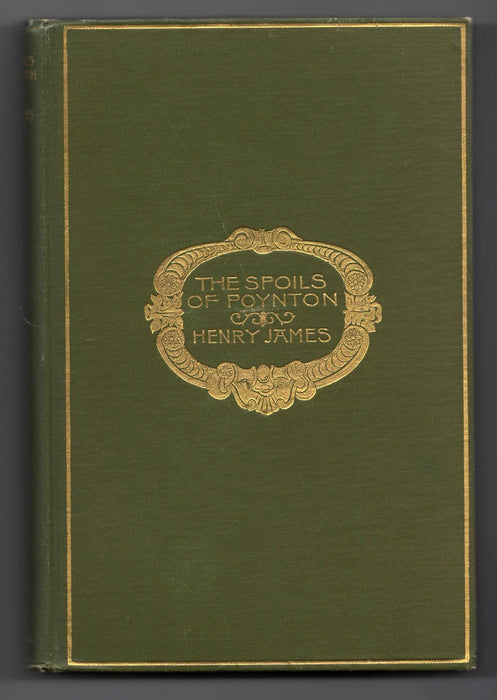 THE SPOILS
OF POYNTON
HENRY JAMES